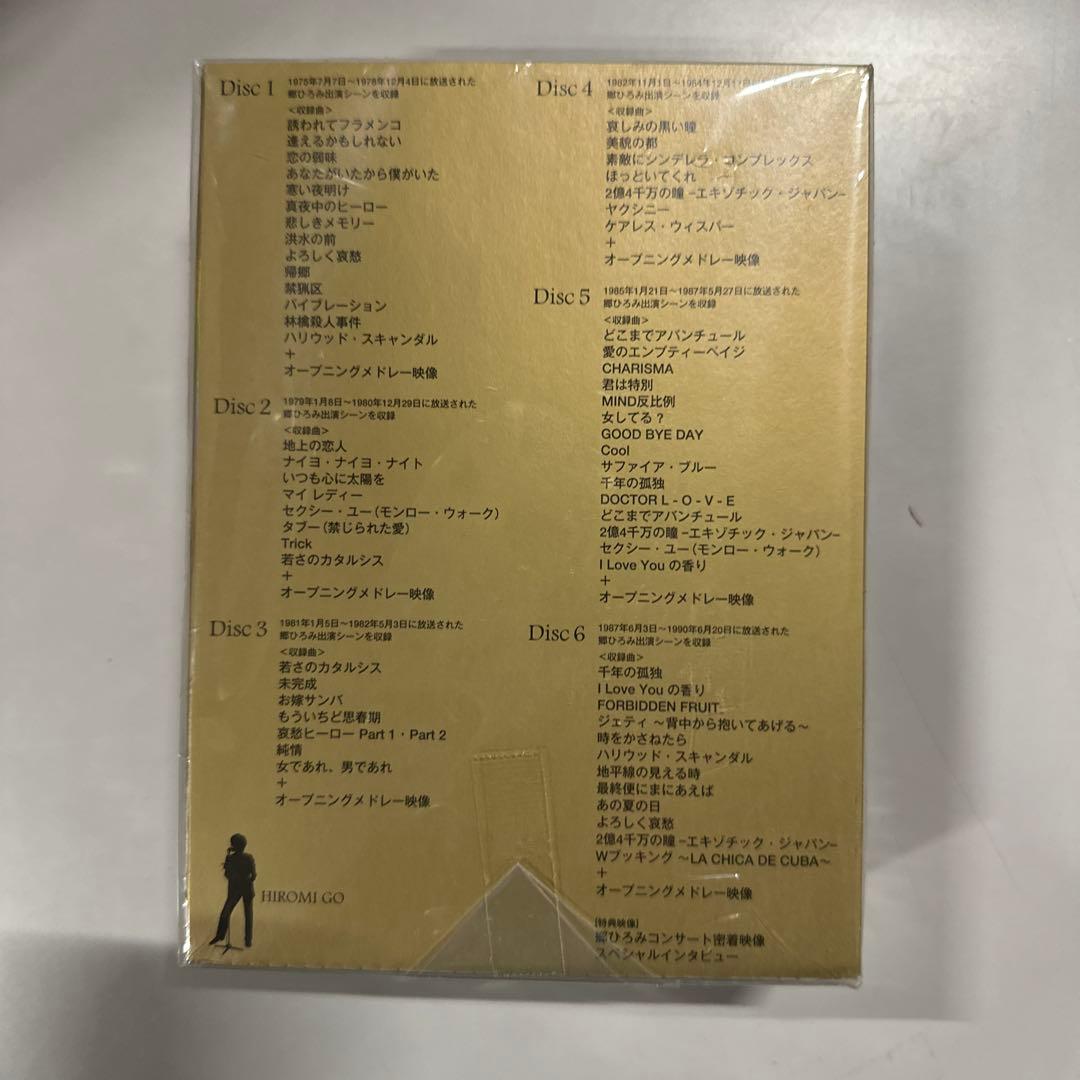 Disc 1
1975年7月7日～1978年12月4日に放送された
郷ひろみ出演シーンを収録
＜収録曲＞
誘われてフラメンコ
逢えるかもしれない
恋の弱味
あなたがいたから僕がいた
寒い夜明け
真夜中のヒーロー
悲しきメモリー
洪水の前
よろしく哀愁
帰郷
禁猟区
バイブレーション
林檎殺人事件
ハリウッド・スキャンダル
＋
オープニングメドレー映像
Disc 2
1979年1月8日～1980年12月29日に放送された
郷ひろみ出演シーンを収録
＜収録曲＞
地上の恋人
ナイヨ・ナイヨ・ナイト
いつも心に太陽を
マイ レディー
セクシー・ユー（モンロー・ウォーク）
タブー（禁じられた愛）
Trick
若さのカタルシス
＋
オープニングメドレー映像
Disc 3
1981年1月5日～1982年5月3日に放送された
郷ひろみ出演シーンを収録
＜収録曲＞
若さのカタルシス
未完成
お嫁サンバ
もういちど思春期
哀愁ヒーロー Part 1・Part 2
純情
女であれ、男であれ
＋
オープニングメドレー映像
HIROMI GO
Disc 4
1982年11月1日～1984年12月
郷ひろみ出演シーンを収録
＜収録曲＞
哀しみの黒い瞳
美貌の都
素敵にシンデレラ・コンプレックス
ほっといてくれ
2億4千万の瞳 −エキゾチック・ジャパン−
ヤクシニー
ケアレス・ウィスパー
＋
オープニングメドレー映像
Disc 5
1985年1月21日～1987年5月27日に放送された
郷ひろみ出演シーンを収録
＜収録曲＞
どこまでアバンチュール
愛のエンプティーペイジ
CHARISMA
君は特別
MIND反比例
女してる？
GOOD BYE DAY
Cool
サファイア・ブルー
千年の孤独
DOCTOR L - O - V - E
どこまでアバンチュール
2億4千万の瞳 −エキゾチック・ジャパン−
セクシー・ユー（モンロー・ウォーク）
I Love You の香り
＋
オープニングメドレー映像
Disc 6
1987年6月3日～1990年6月20日に放送された
郷ひろみ出演シーンを収録
＜収録曲＞
千年の孤独
I Love You の香り
FORBIDDEN FRUIT
ジェティ ～背中から抱いてあげる～
時をかさねたら
ハリウッド・スキャンダル
地平線の見える時
最終便にまにあえば
あの夏の日
よろしく哀愁
2億4千万の瞳 −エキゾチック・ジャパン−
Wブッキング ～LA CHICA DE CUBA～
＋
オープニングメドレー映像
[特典映像]
郷ひろみコンサート密着映像
スペシャルインタビュー